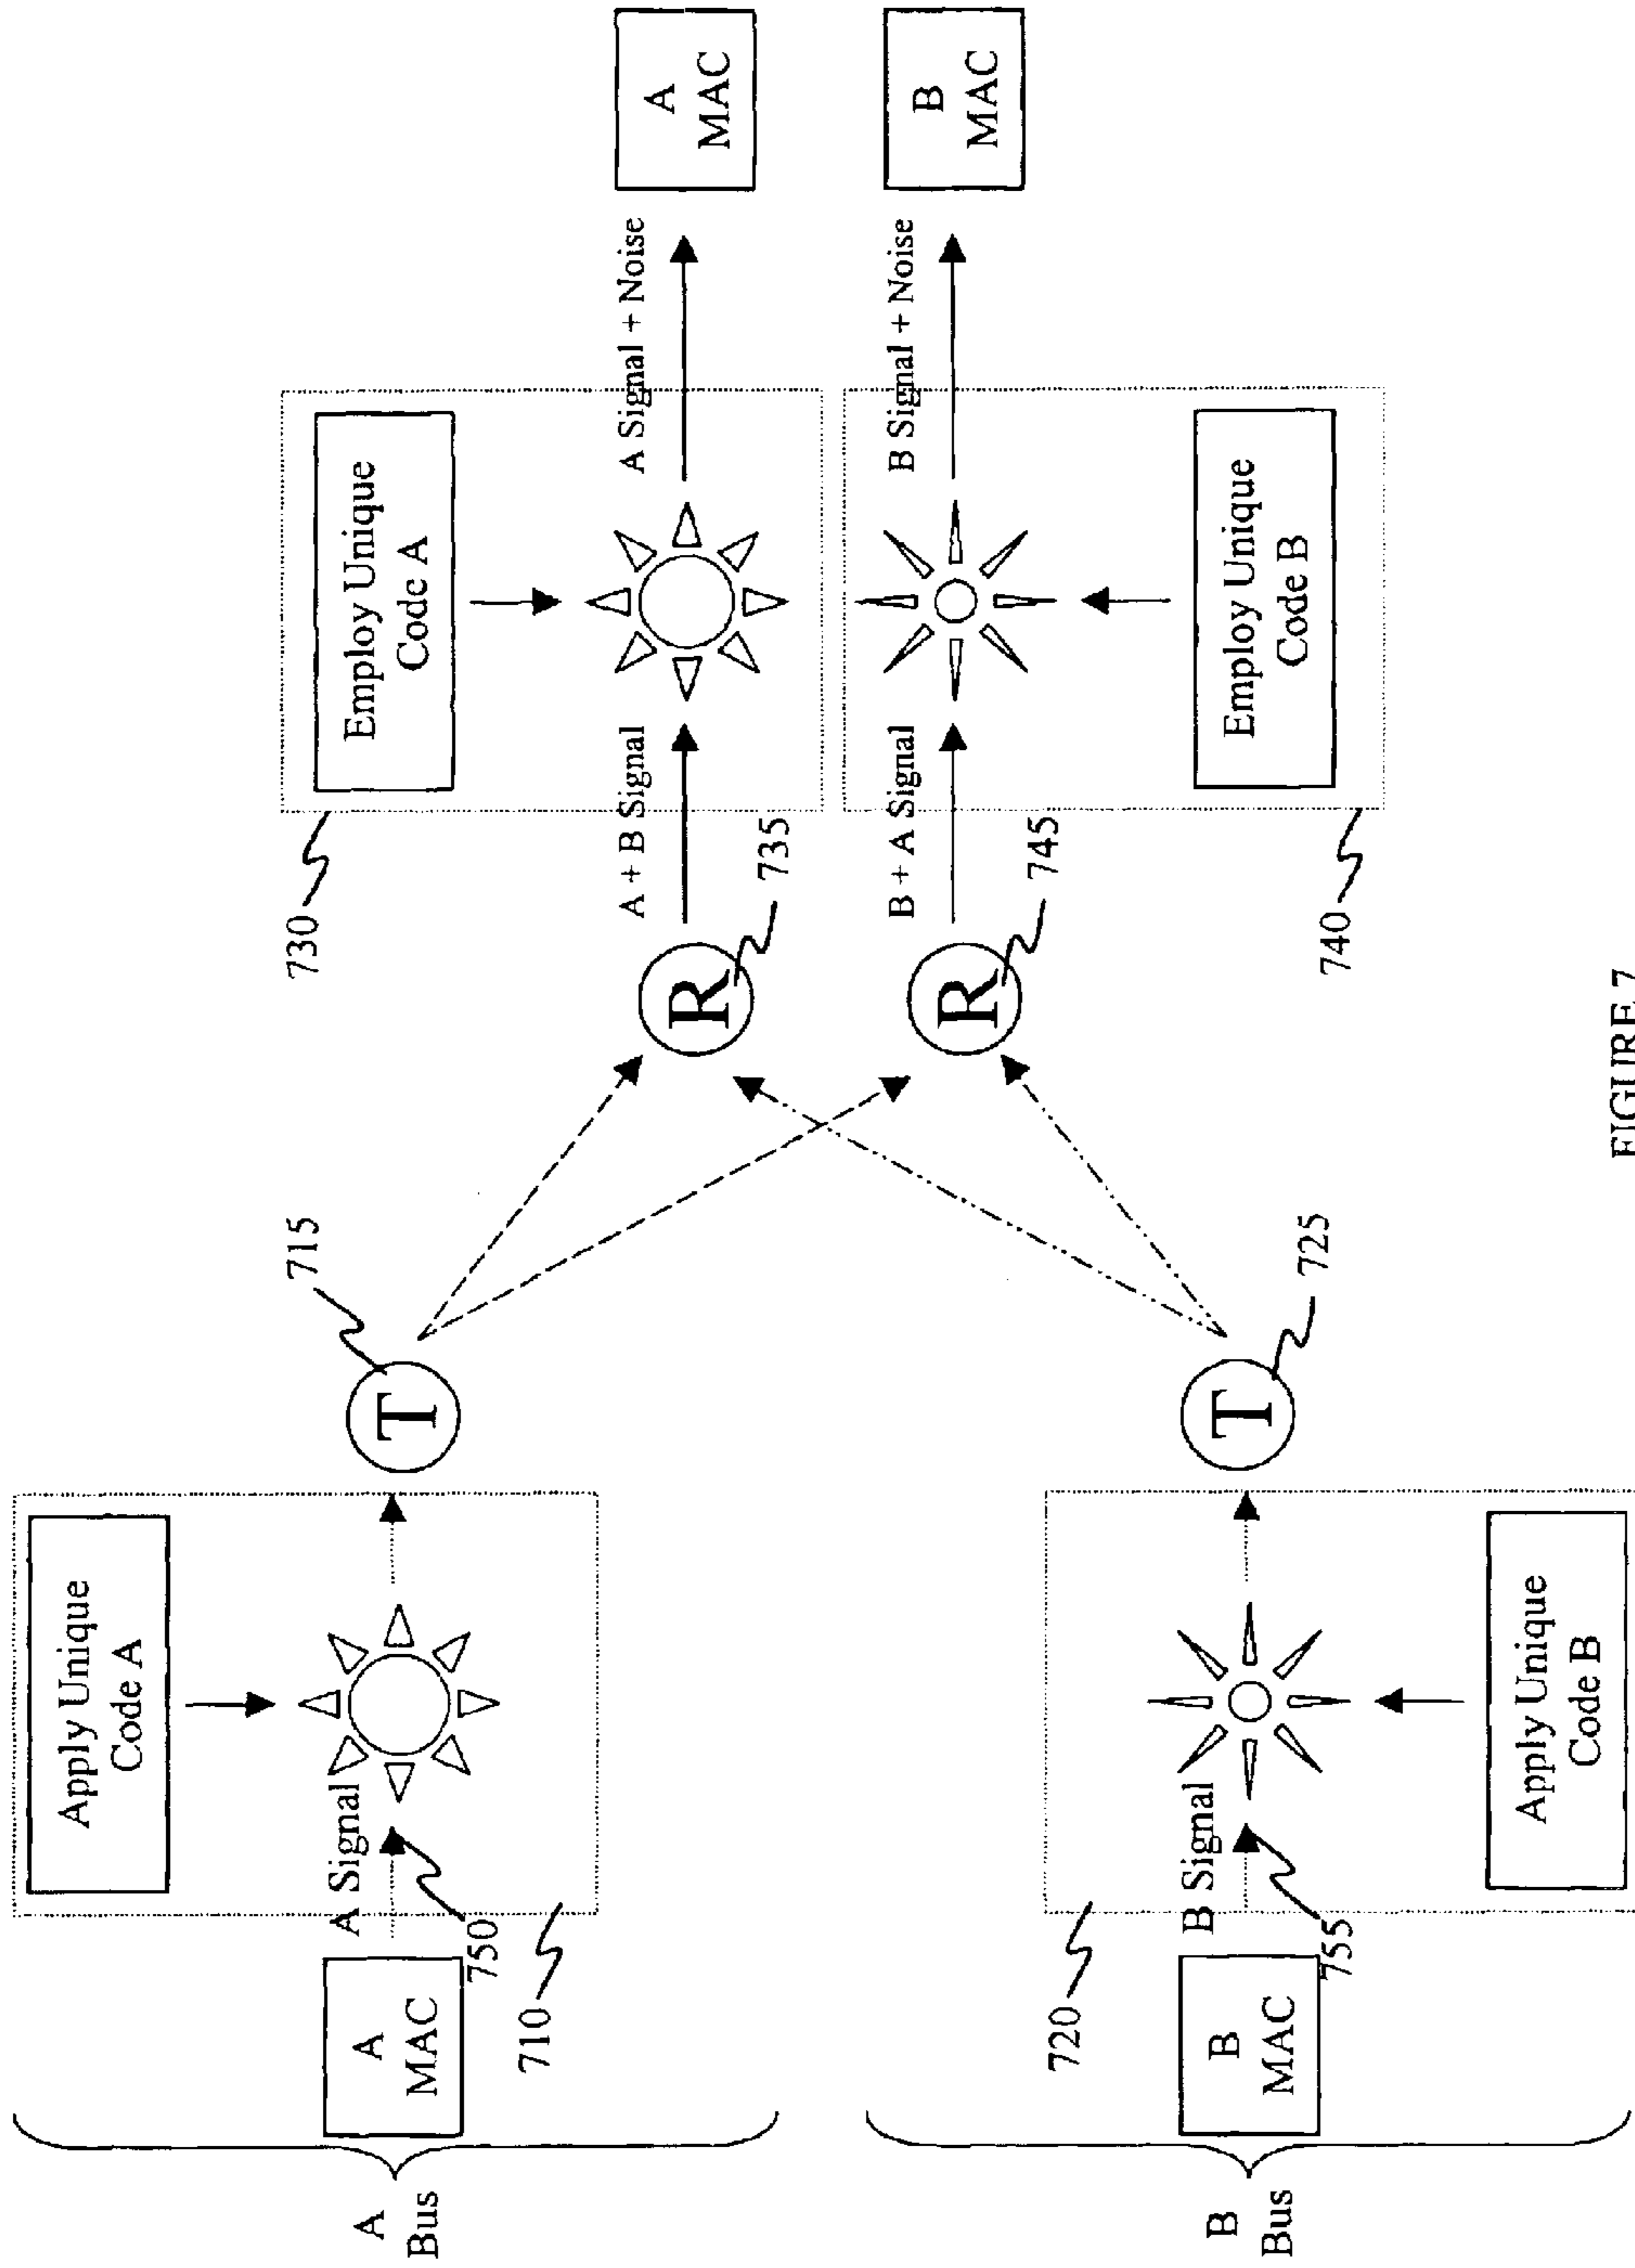 A
Bus
A
MAC
A Signal
750
710
Apply Unique
Code A
T
715
B
Bus
B
MAC
B Signal
755
720
Apply Unique
Code B
T
725
R
735
A + B Signal
730
Employ Unique
Code A
A Signal + Noise
A
MAC
R
745
B + A Signal
740
Employ Unique
Code B
B Signal + Noise
B
MAC
FIGURE 7